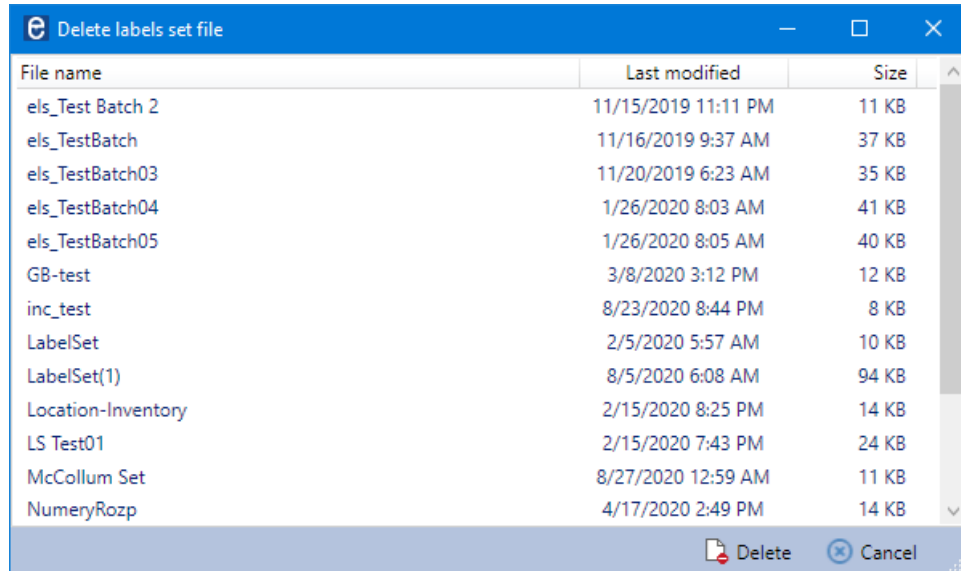 e Delete labels set file
File name Last modified Size
els_Test Batch 2 11/15/2019 11:11 PM 11 KB
els_TestBatch 11/16/2019 9:37 AM 37 KB
els_TestBatch03 11/20/2019 6:23 AM 35 KB
els_TestBatch04 1/26/2020 8:03 AM 41 KB
els_TestBatch05 1/26/2020 8:05 AM 40 KB
GB-test 3/8/2020 3:12 PM 12 KB
inc_test 8/23/2020 8:44 PM 8 KB
LabelSet 2/5/2020 5:57 AM 10 KB
LabelSet(1) 8/5/2020 6:08 AM 94 KB
Location-Inventory 2/15/2020 8:25 PM 14 KB
LS Test01 2/15/2020 7:43 PM 24 KB
McCollum Set 8/27/2020 12:59 AM 11 KB
NumeryRozp 4/17/2020 2:49 PM 14 KB
Delete Cancel